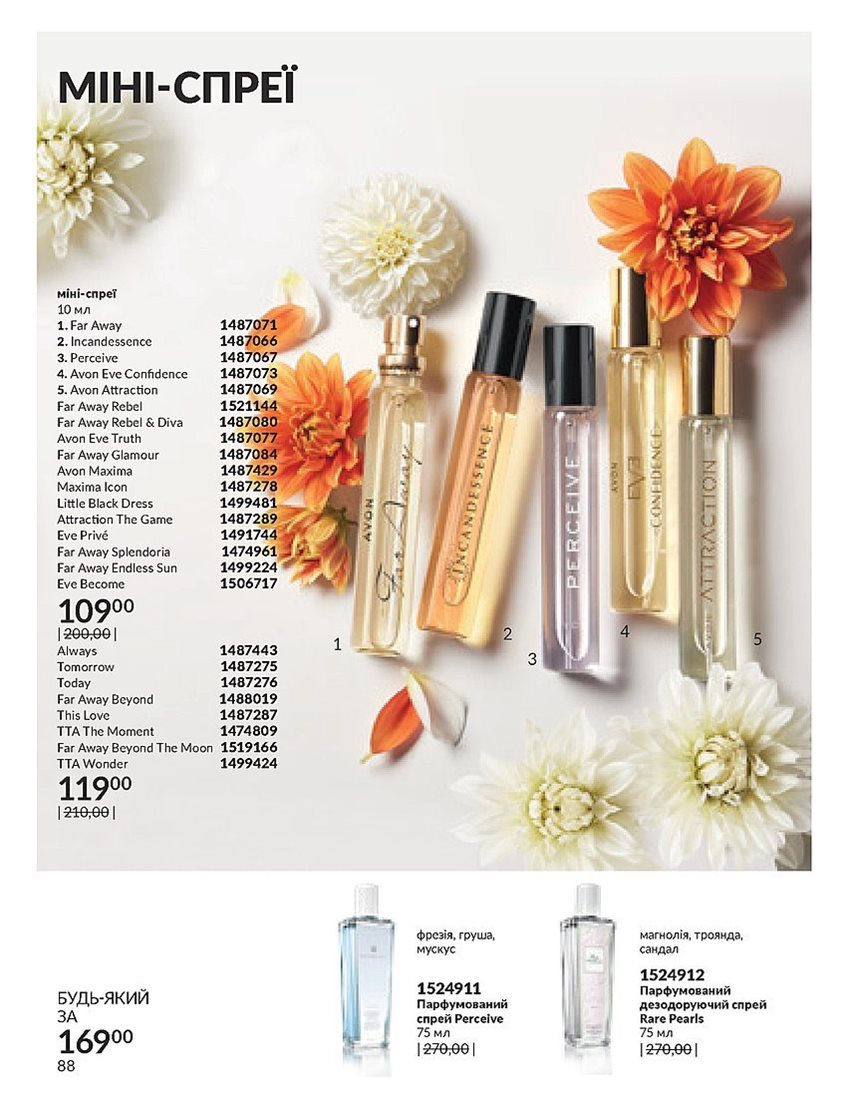 МІНІ-СПРЕЇ
міні-спреї
10 мл
1. Far Away 1487071
2. Incandessence 1487066
3. Perceive 1487067
4. Avon Eve Confidence 1487073
5. Avon Attraction 1487069
Far Away Rebel 1521144
Far Away Rebel & Diva 1487080
Avon Eve Truth 1487077
Far Away Glamour 1487084
Avon Maxima 1487429
Maxima Icon 1487278
Little Black Dress 1499481
Attraction The Game 1487289
Eve Privé 1491744
Far Away Splendoria 1474961
Far Away Endless Sun 1499224
Eve Become 1506717
109⁰⁰
| 200,00 |
Always 1487443
Tomorrow 1487275
Today 1487276
Far Away Beyond 1488019
This Love 1487287
TTA The Moment 1474809
Far Away Beyond The Moon 1519166
TTA Wonder 1499424
119⁰⁰
| 210,00 |
AVON
Far Away
INCANDESSENCE
PERCEIVE
AVON
EVE
CONFIDENCE
AVON ATTRACTION
1
2
3
4
5
фрезія, груша,
мускус
1524911
Парфумований
спрей Perceive
75 мл
| 270,00 |
магнолія, троянда,
сандал
1524912
Парфумований
дезодоруючий спрей
Rare Pearls
75 мл
| 270,00 |
БУДЬ-ЯКИЙ
ЗА
169⁰⁰
88